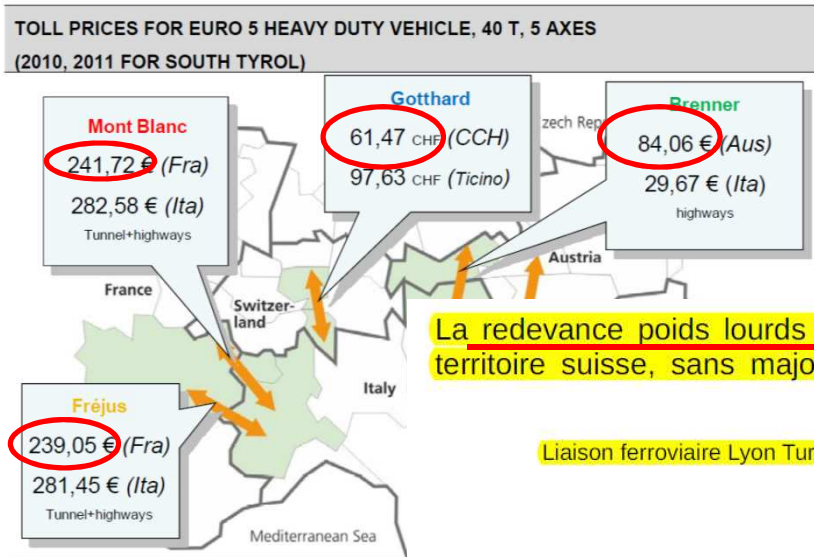 TOLL PRICES FOR EURO 5 HEAVY DUTY VEHICLE, 40 T, 5 AXES
(2010, 2011 FOR SOUTH TYROL)
Mont Blanc
241,72 € (Fra)
282,58 € (Ita)
Tunnel+highways
Gotthard
61,47 CHF (CCH)
97,63 CHF (Ticino)
zech Rep
Brenner
84,06 € (Aus)
29,67 € (Ita)
highways
France
Switzer-
land
Austria
Italy
La redevance poids lourds
territoire suisse, sans majo
Fréjus
239,05 € (Fra)
281,45 € (Ita)
Tunnel+highways
Liaison ferroviaire Lyon Tur
Mediterranean Sea